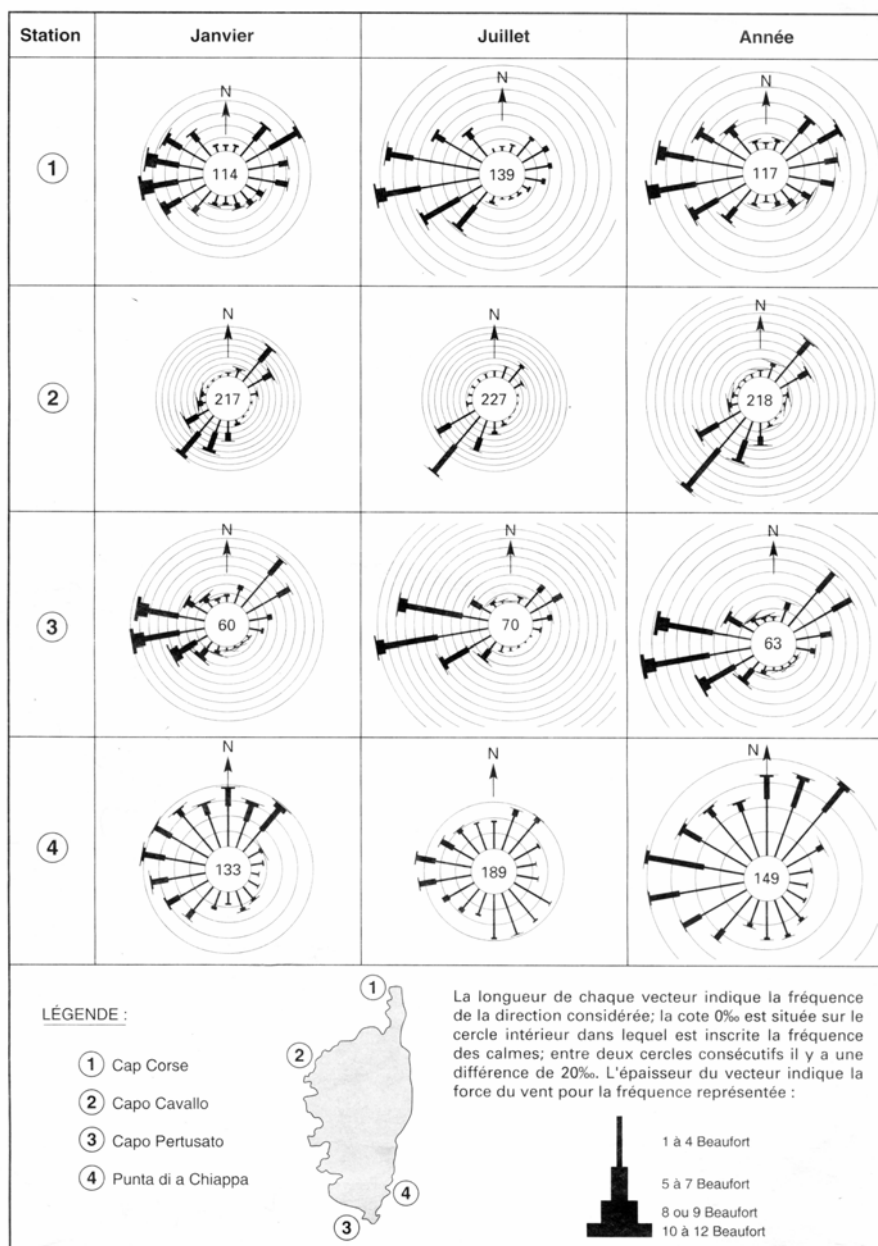 Station Janvier Juillet Année
N N N
1 114 139 117
N N N
2 217 227 218
N N N
3 60 70 63
N N N
4 133 189 149
LÉGENDE :
1 Cap Corse
2 Capo Cavallo
3 Capo Pertusato
4 Punta di a Chiappa
1
2
4
3
La longueur de chaque vecteur indique la fréquence
de la direction considérée; la cote 0‰ est située sur le
cercle intérieur dans lequel est inscrite la fréquence
des calmes; entre deux cercles consécutifs il y a une
différence de 20‰. L'épaisseur du vecteur indique la
force du vent pour la fréquence représentée :
1 à 4 Beaufort
5 à 7 Beaufort
8 ou 9 Beaufort
10 à 12 Beaufort